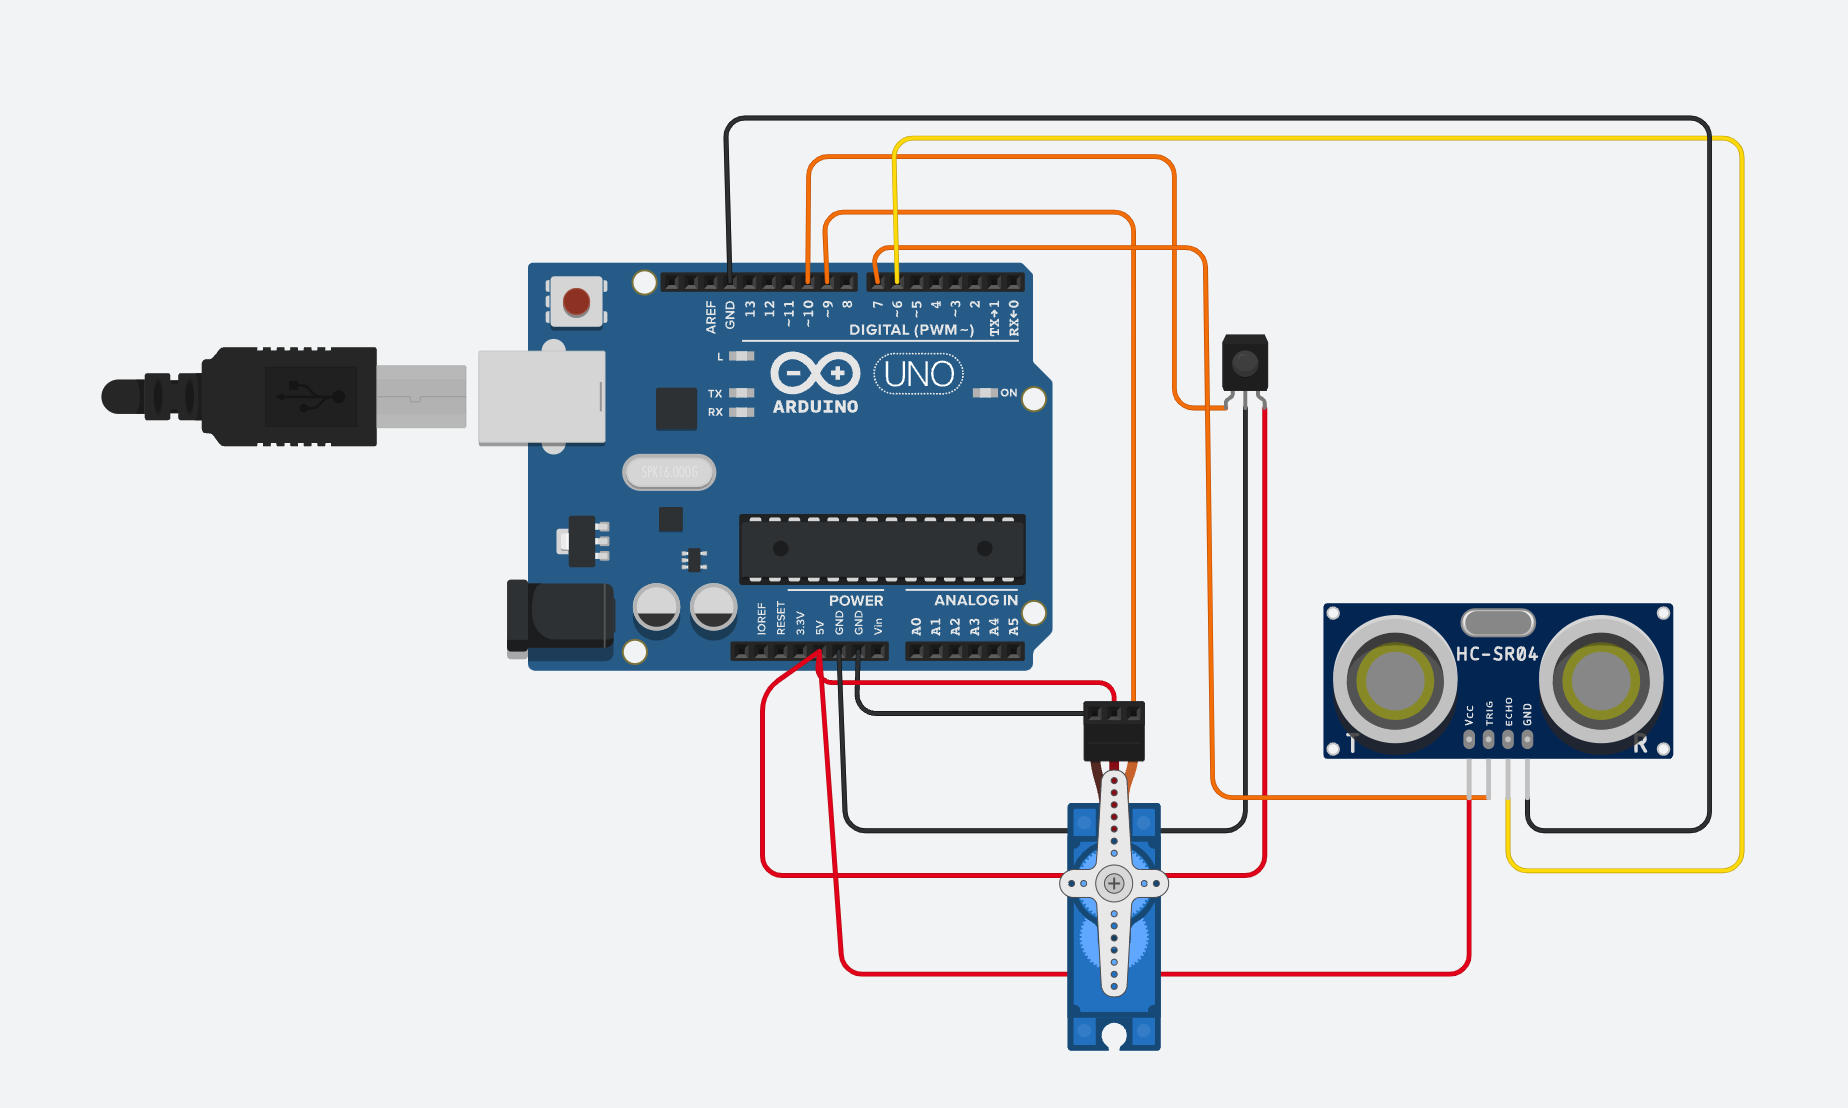 AREF
GND
13
12
~11
~10
~9
8
7
~6
~5
4
~3
2
TX→1
RX←0
DIGITAL (PWM~)
L
TX
RX
ARDUINO
UNO
ON
SPK16.000G
POWER
ANALOG IN
IOREF
RESET
3.3V
5V
GND
GND
Vin
A0
A1
A2
A3
A4
A5
HC-SR04
VCC
TRIG
ECHO
GND
T
R